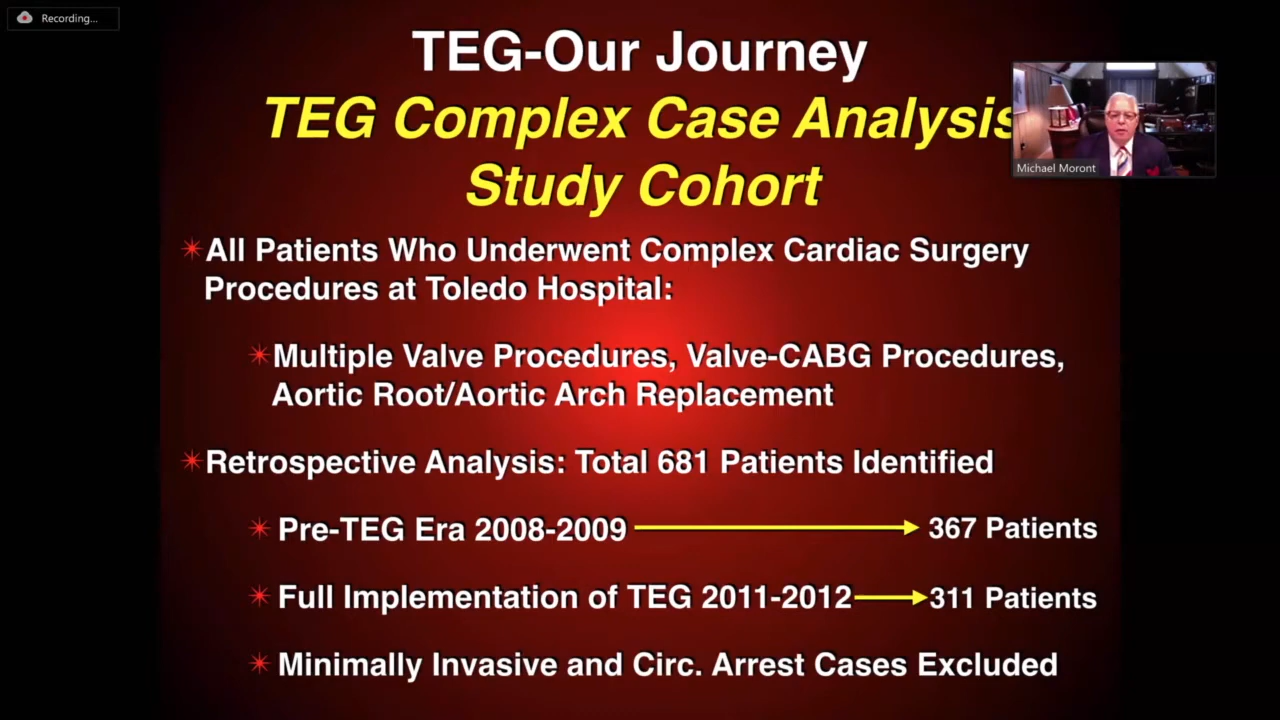 Recording...
TEG-Our Journey
TEG Complex Case Analysis
Study Cohort
Michael Moront
All Patients Who Underwent Complex Cardiac Surgery
Procedures at Toledo Hospital:
Multiple Valve Procedures, Valve-CABG Procedures,
Aortic Root/Aortic Arch Replacement
Retrospective Analysis: Total 681 Patients Identified
Pre-TEG Era 2008-2009 367 Patients
Full Implementation of TEG 2011-2012 311 Patients
Minimally Invasive and Circ. Arrest Cases Excluded